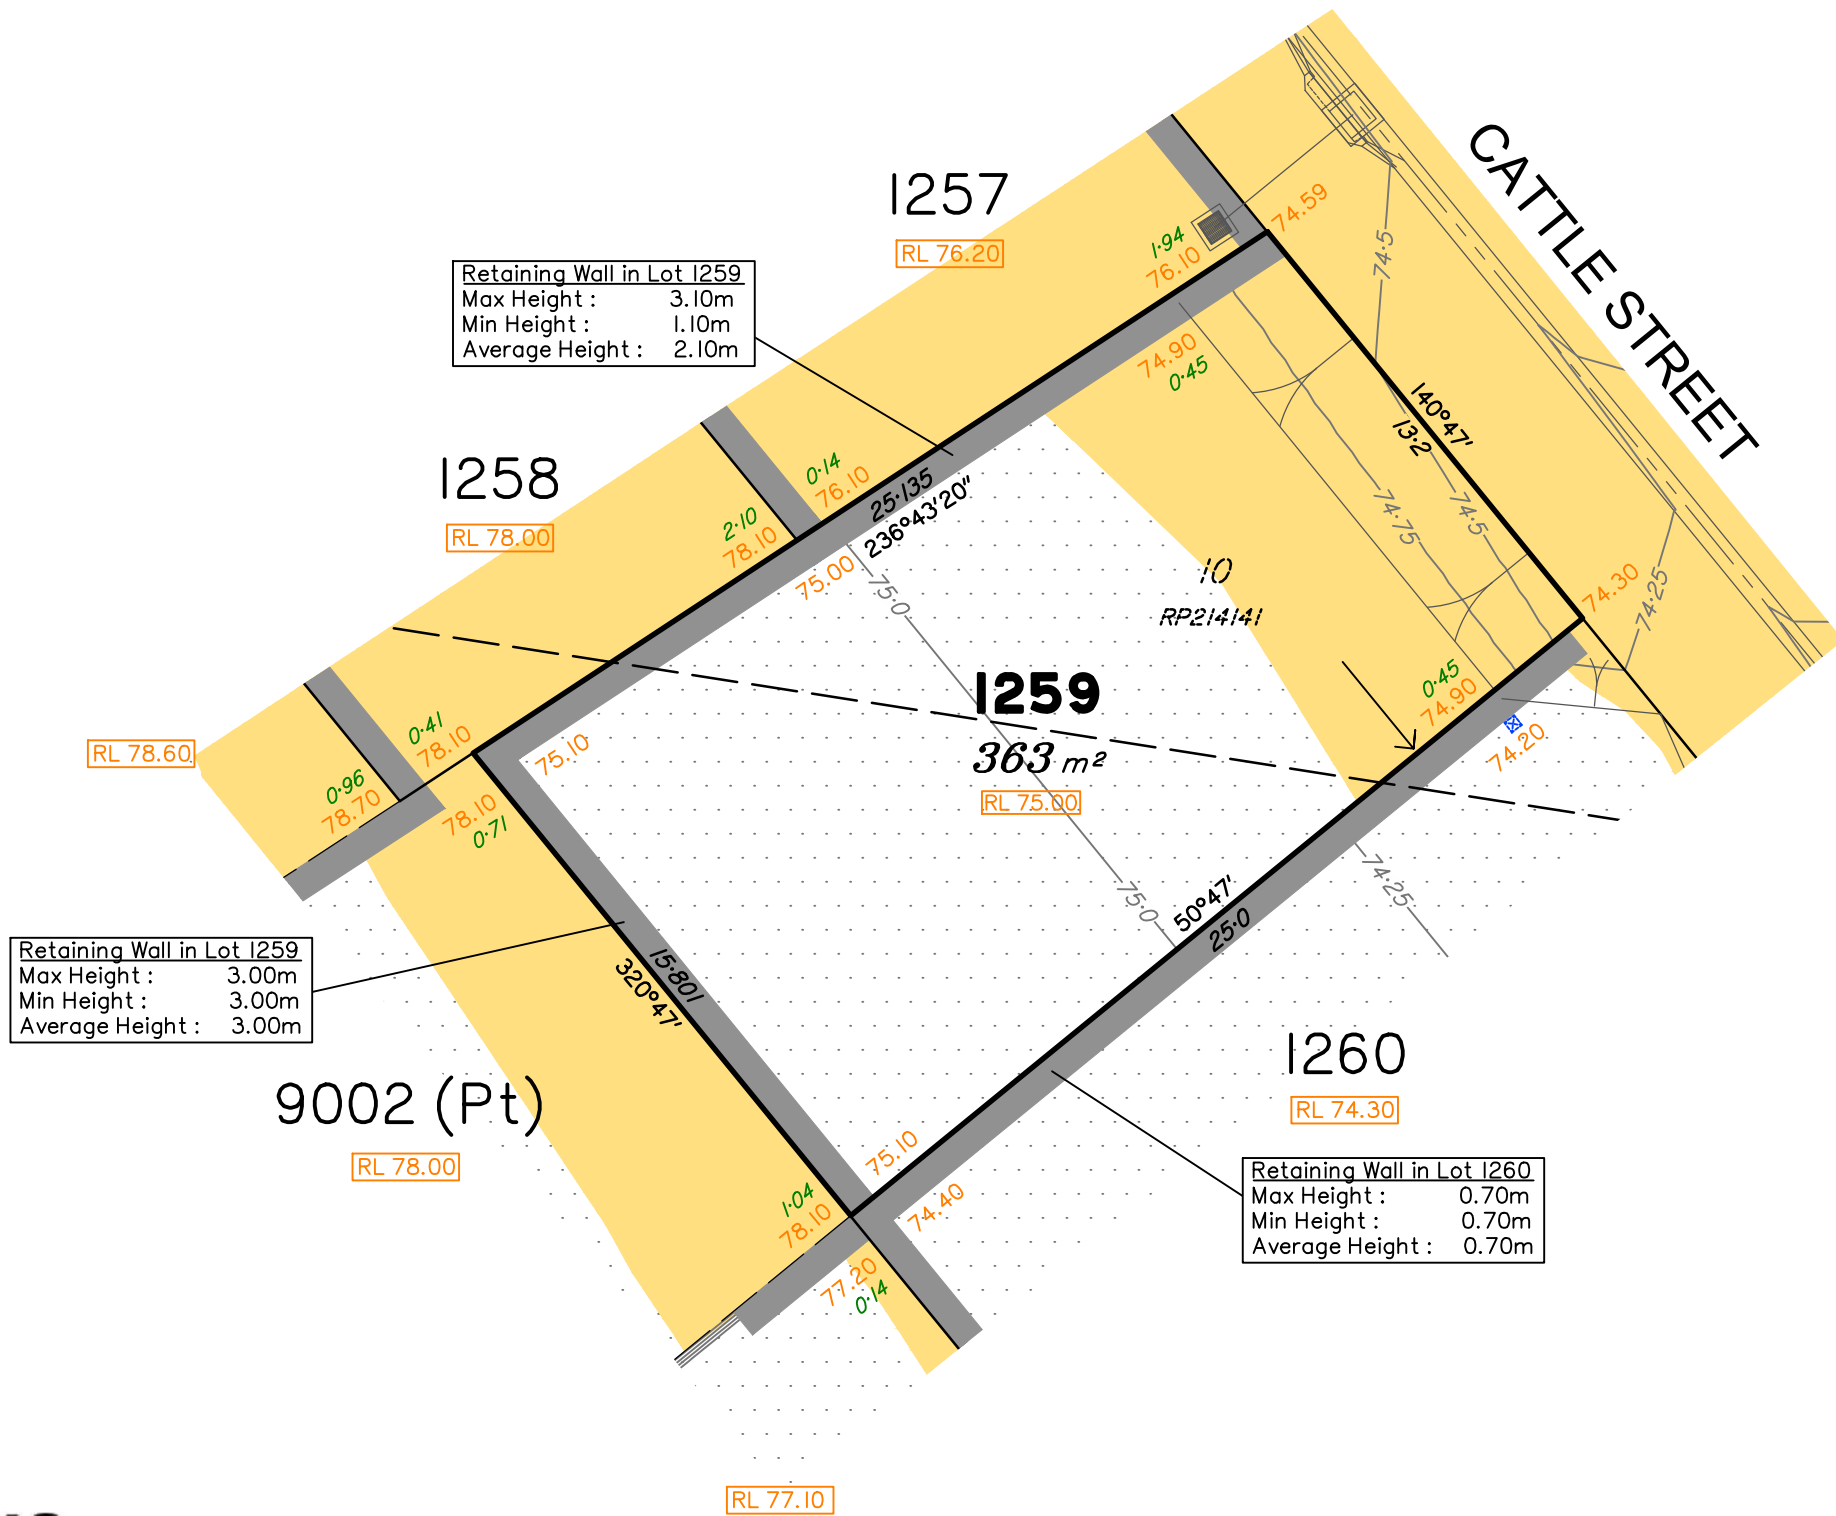 CATTLE STREET
1257
RL 76.20
1.94
76.10
74.59
74.5
Retaining Wall in Lot 1259
Max Height : 3.10m
Min Height : 1.10m
Average Height : 2.10m
74.90
0.45
140°47'
13.2
1258
RL 78.00
0.14
76.10
25.135
236°43'20"
2.10
78.10
75.00
75.0
74.75
74.5
10
RP214141
74.30
74.25
1259
363 m²
RL 75.00
0.45
74.90
74.20
RL 78.60
0.41
78.10
75.10
0.96
78.70
78.10
0.71
75.0
50°47'
25.0
74.25
Retaining Wall in Lot 1259
Max Height : 3.00m
Min Height : 3.00m
Average Height : 3.00m
15.801
320°47'
9002 (Pt)
RL 78.00
1260
RL 74.30
75.10
74.40
1.04
78.10
77.20
0.14
Retaining Wall in Lot 1260
Max Height : 0.70m
Min Height : 0.70m
Average Height : 0.70m
RL 77.10